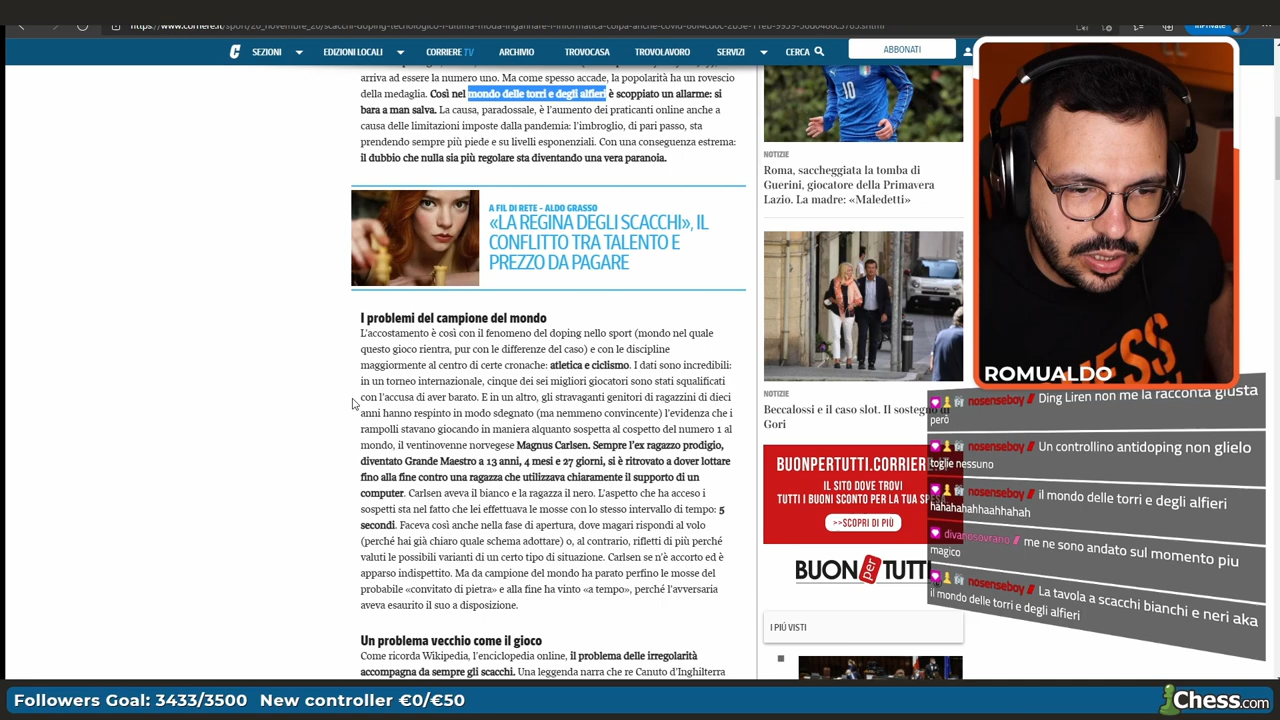 https://www.corriere.it/sport/20_novembre_20/scacchi-doping-tecnologico-l-ultima-moda-ingannare-l-informatica-colpa-anche-covid-
InPrivate
SEZIONI
EDIZIONI LOCALI
CORRIERE TV
ARCHIVIO
TROVOCASA
TROVOLAVORO
SERVIZI
CERCA
ABBONATI
arriva ad essere la numero uno. Ma come spesso accade, la popolarità ha un rovescio
della medaglia. Così nel mondo delle torri e degli alfieri è scoppiato un allarme: si
bara a man salva. La causa, paradossale, è l'aumento dei praticanti online anche a
causa delle limitazioni imposte dalla pandemia: l'imbroglio, di pari passo, sta
prendendo sempre più piede e su livelli esponenziali. Con una conseguenza estrema:
il dubbio che nulla sia più regolare sta diventando una vera paranoia.
A FIL DI RETE - ALDO GRASSO
«LA REGINA DEGLI SCACCHI», IL
CONFLITTO TRA TALENTO E
PREZZO DA PAGARE
I problemi del campione del mondo
L'accostamento è così con il fenomeno del doping nello sport (mondo nel quale
questo gioco rientra, pur con le differenze del caso) e con le discipline
maggiormente al centro di certe cronache: atletica e ciclismo. I dati sono incredibili:
in un torneo internazionale, cinque dei sei migliori giocatori sono stati squalificati
con l'accusa di aver barato. E in un altro, gli stravaganti genitori di ragazzini di dieci
anni hanno respinto in modo sdegnato (ma nemmeno convincente) l'evidenza che i
rampolli stavano giocando in maniera alquanto sospetta al cospetto del numero 1 al
mondo, il ventinovenne norvegese Magnus Carlsen. Sempre l'ex ragazzo prodigio,
diventato Grande Maestro a 13 anni, 4 mesi e 27 giorni, si è ritrovato a dover lottare
fino alla fine contro una ragazza che utilizzava chiaramente il supporto di un
computer. Carlsen aveva il bianco e la ragazza il nero. L'aspetto che ha acceso i
sospetti sta nel fatto che lei effettuava le mosse con lo stesso intervallo di tempo: 5
secondi. Faceva così anche nella fase di apertura, dove magari rispondi al volo
(perché hai già chiaro quale schema adottare) o, al contrario, rifletti di più perché
valuti le possibili varianti di un certo tipo di situazione. Carlsen se n'è accorto ed è
apparso indispettito. Ma da campione del mondo ha parato perfino le mosse del
probabile «convitato di pietra» e alla fine ha vinto «a tempo», perché l'avversaria
aveva esaurito il suo a disposizione.
Un problema vecchio come il gioco
Come ricorda Wikipedia, l'enciclopedia online, il problema delle irregolarità
accompagna da sempre gli scacchi. Una leggenda narra che re Canuto d'Inghilterra
10
NOTIZIE
Roma, saccheggiata la tomba di
Guerini, giocatore della Primavera
Lazio. La madre: «Maledetti»
NOTIZIE
Beccalossi e il caso slot. Il sostegno di
Gori
BUONPERTUTTI.CORRIER
IL SITO DOVE TROVI
TUTTI I BUONI SCONTO PER LA TUA SPESA
>>SCOPRI DI PIÙ
BUON per TUTTI
I PIÚ VISTI
ROMUALDO
nosenseboy // Ding Liren non me la racconta giusta
però
nosenseboy // Un controllino antidoping non glielo
toglie nessuno
nosenseboy // il mondo delle torri e degli alfieri
hahahahahhaahhahah
divanosovrano // me ne sono andato sul momento piu
magico
nosenseboy // La tavola a scacchi bianchi e neri aka
il mondo delle torri e degli alfieri
Followers Goal: 3433/3500 New controller €0/€50
Chess.com